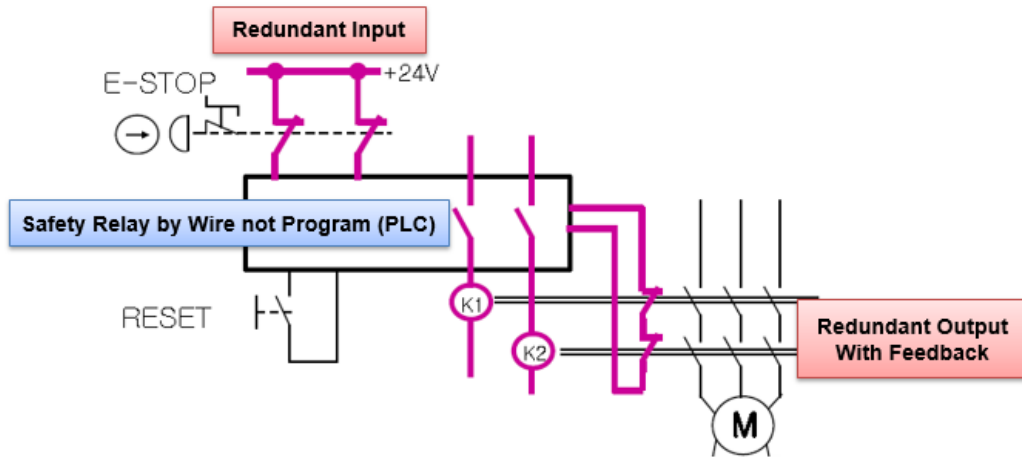 Redundant Input
E-STOP
+24V
Safety Relay by Wire not Program (PLC)
RESET
K1
K2
Redundant Output
With Feedback
M